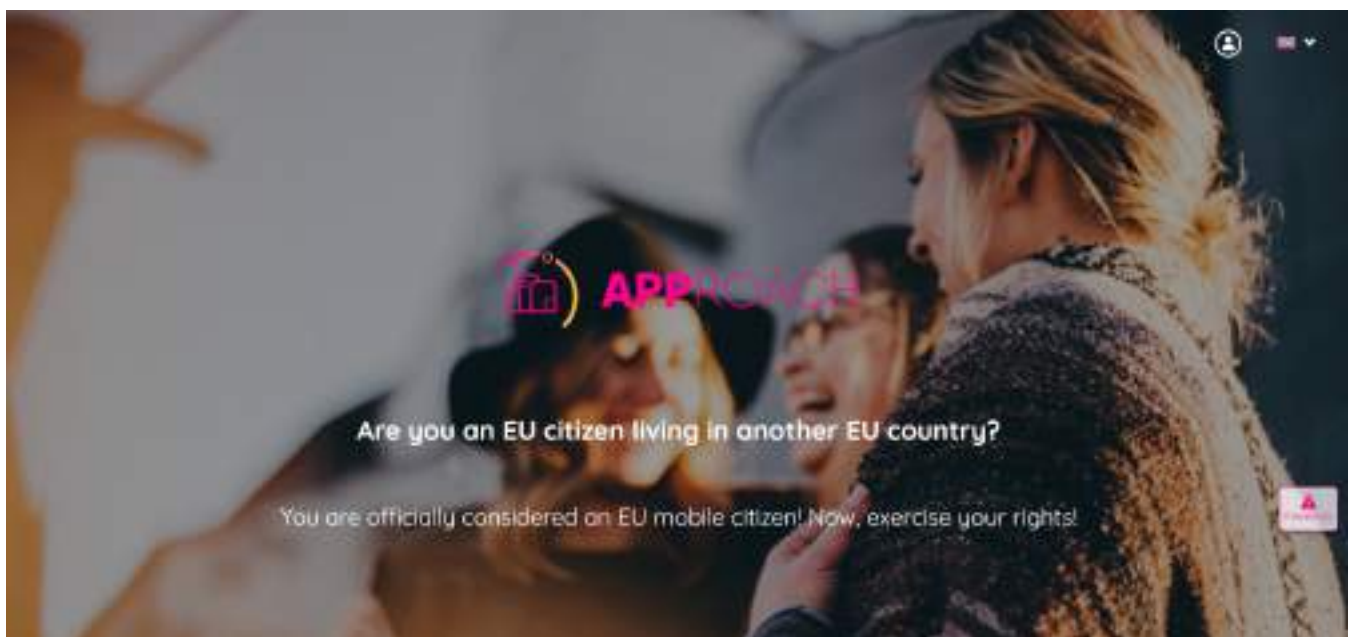 APPROACH
Are you an EU citizen living in another EU country?
You are officially considered an EU mobile citizen! Now, exercise your rights!